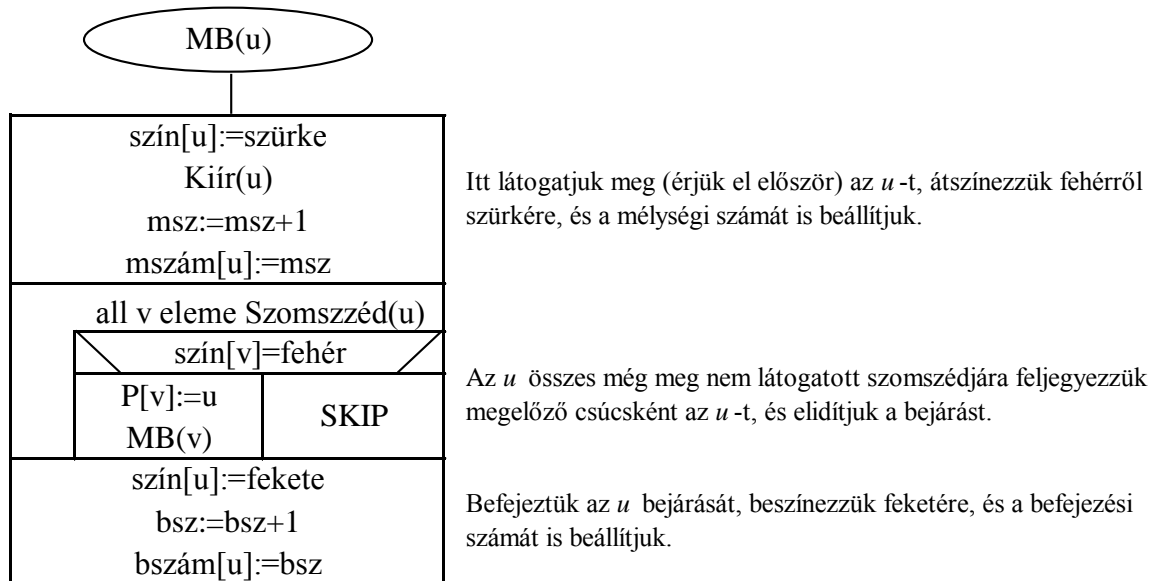 MB(u)
szín[u]:=szürke
Kiír(u)
msz:=msz+1
mszám[u]:=msz
Itt látogatjuk meg (érjük el először) az u-t, átszínezzük fehérről
szürkére, és a mélységi számát is beállítjuk.
all v eleme Szomszzéd(u)
szín[v]=fehér
P[v]:=u
MB(v)
SKIP
Az u összes még meg nem látogatott szomszédjára feljegyezzük
megelőző csúcsként az u-t, és elidítjuk a bejárást.
szín[u]:=fekete
bsz:=bsz+1
bszám[u]:=bsz
Befejeztük az u bejárását, beszínezzük feketére, és a befejezési
számát is beállítjuk.